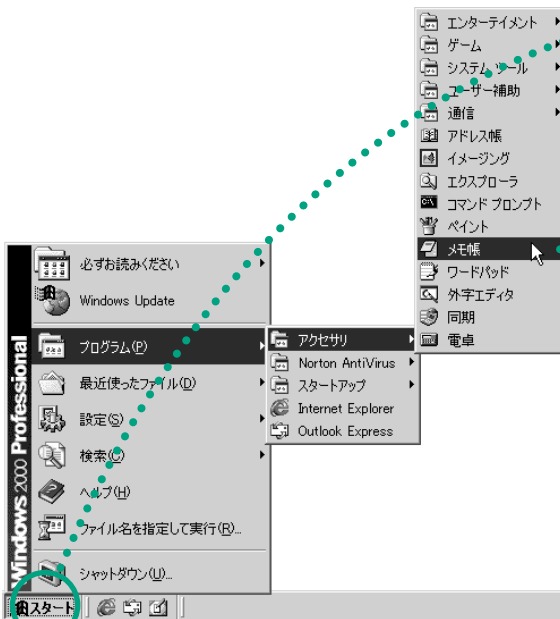 エンターテイメント
ゲーム
システム ツール
ユーザー補助
通信
アドレス帳
イメージング
エクスプローラ
コマンド プロンプト
ペイント
メモ帳
ワードパッド
外字エディタ
同期
電卓
必ずお読みください
Windows Update
プログラム(P)
最近使ったファイル(D)
設定(S)
検索(C)
ヘルプ(H)
ファイル名を指定して実行(R)...
シャットダウン(U)...
アクセサリ
Norton AntiVirus
スタートアップ
Internet Explorer
Outlook Express
Windows 2000 Professional
スタート